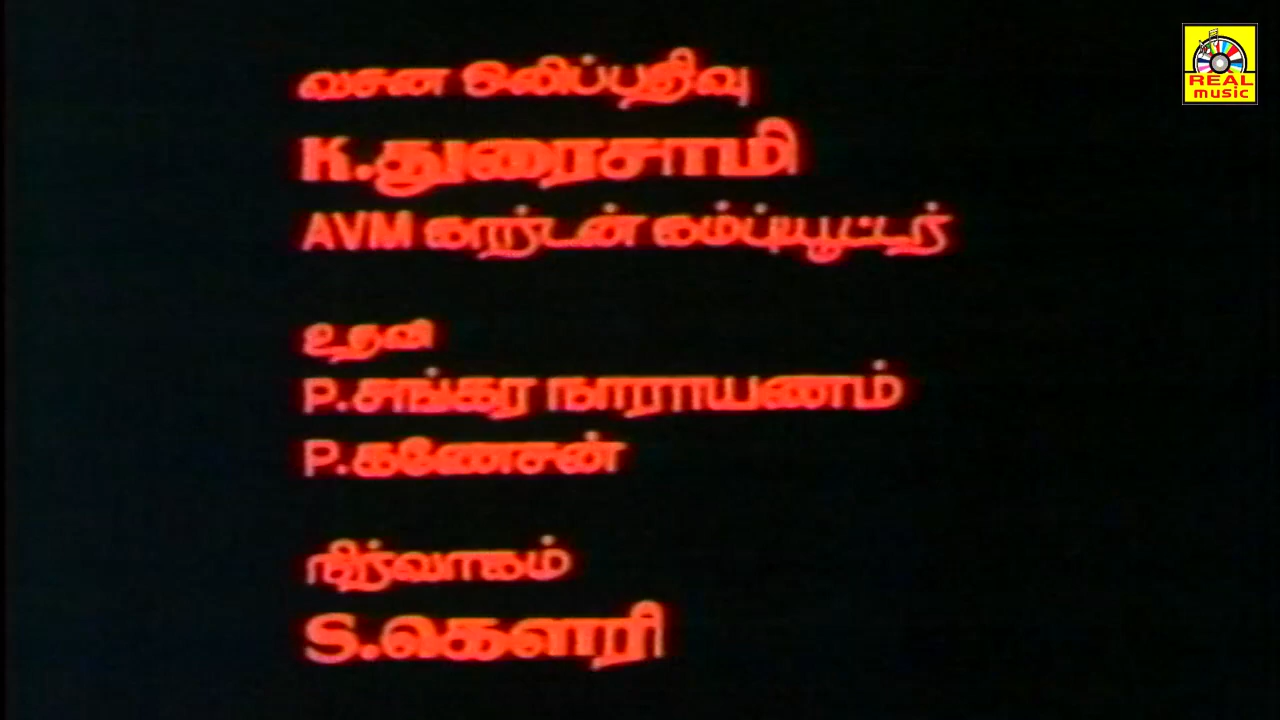 வசன ஒலிப்பதிவு
K.துரைசாமி
AVM கார்டன் கம்ப்யூட்டர்
உதவி
P.சங்கர நாராயணம்
P.கணேசன்
நிர்வாகம்
S.கௌரி
REAL
music